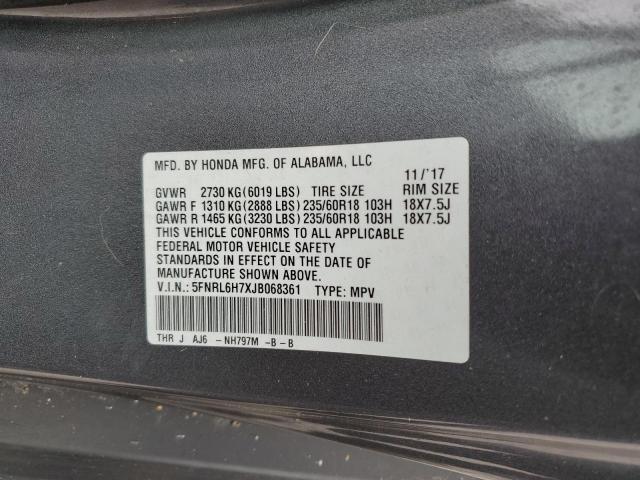 MFD. BY HONDA MFG. OF ALABAMA, LLC
11/'17
GVWR 2730 KG(6019 LBS) TIRE SIZE RIM SIZE
GAWR F 1310 KG(2888 LBS) 235/60R18 103H 18X7.5J
GAWR R 1465 KG(3230 LBS) 235/60R18 103H 18X7.5J
THIS VEHICLE CONFORMS TO ALL APPLICABLE
FEDERAL MOTOR VEHICLE SAFETY
STANDARDS IN EFFECT ON THE DATE OF
MANUFACTURE SHOWN ABOVE.
V.I.N.: 5FNRL6H7XJB068361 TYPE: MPV
THR J AJ6 - NH797M -B - B